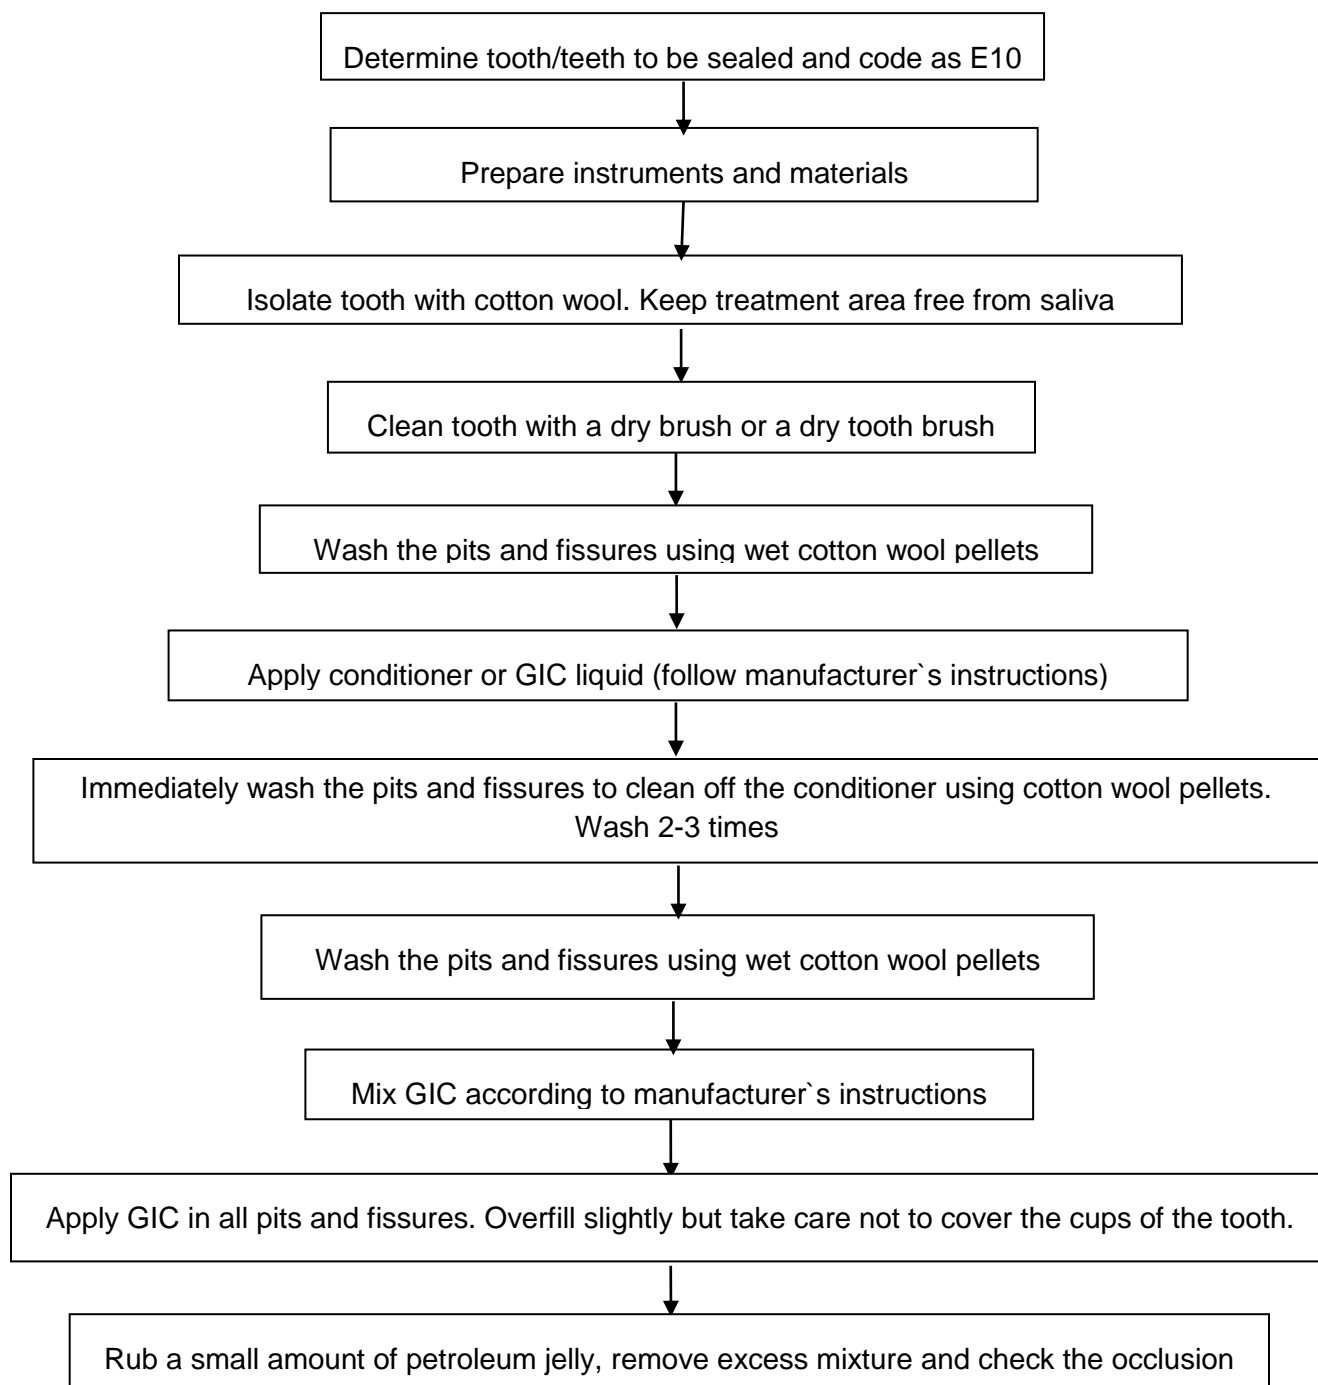 Determine tooth/teeth to be sealed and code as E10
Prepare instruments and materials
Isolate tooth with cotton wool. Keep treatment area free from saliva
Clean tooth with a dry brush or a dry tooth brush
Wash the pits and fissures using wet cotton wool pellets
Apply conditioner or GIC liquid (follow manufacturer`s instructions)
Immediately wash the pits and fissures to clean off the conditioner using cotton wool pellets.
Wash 2-3 times
Wash the pits and fissures using wet cotton wool pellets
Mix GIC according to manufacturer`s instructions
Apply GIC in all pits and fissures. Overfill slightly but take care not to cover the cups of the tooth.
Rub a small amount of petroleum jelly, remove excess mixture and check the occlusion